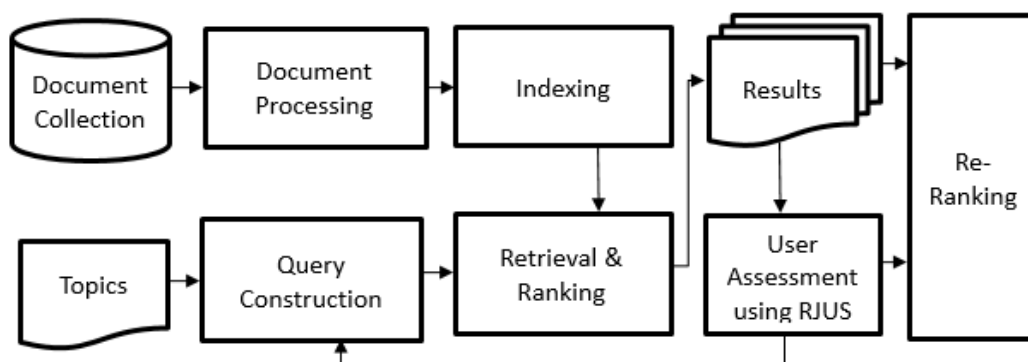 Document
Collection
Document
Processing
Indexing
Results
Re-
Ranking
Topics
Query
Construction
Retrieval &
Ranking
User
Assessment
using RJUS